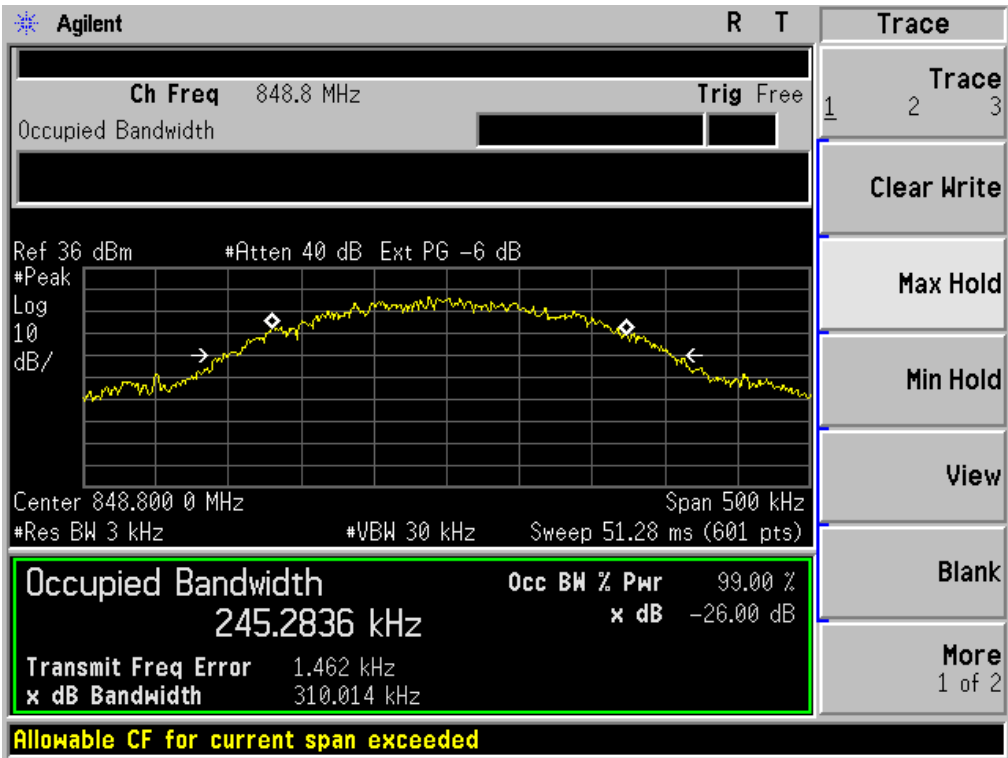 Agilent R T
Ch Freq 848.8 MHz Trig Free
Occupied Bandwidth
Ref 36 dBm #Atten 40 dB Ext PG −6 dB
#Peak
Log
10
dB/
Center 848.800 0 MHz Span 500 kHz
#Res BW 3 kHz #VBW 30 kHz Sweep 51.28 ms (601 pts)
Occupied Bandwidth Occ BW % Pwr 99.00 %
245.2836 kHz x dB −26.00 dB
Transmit Freq Error 1.462 kHz
x dB Bandwidth 310.014 kHz
Allowable CF for current span exceeded
Trace
Trace
1 2 3
Clear Write
Max Hold
Min Hold
View
Blank
More
1 of 2